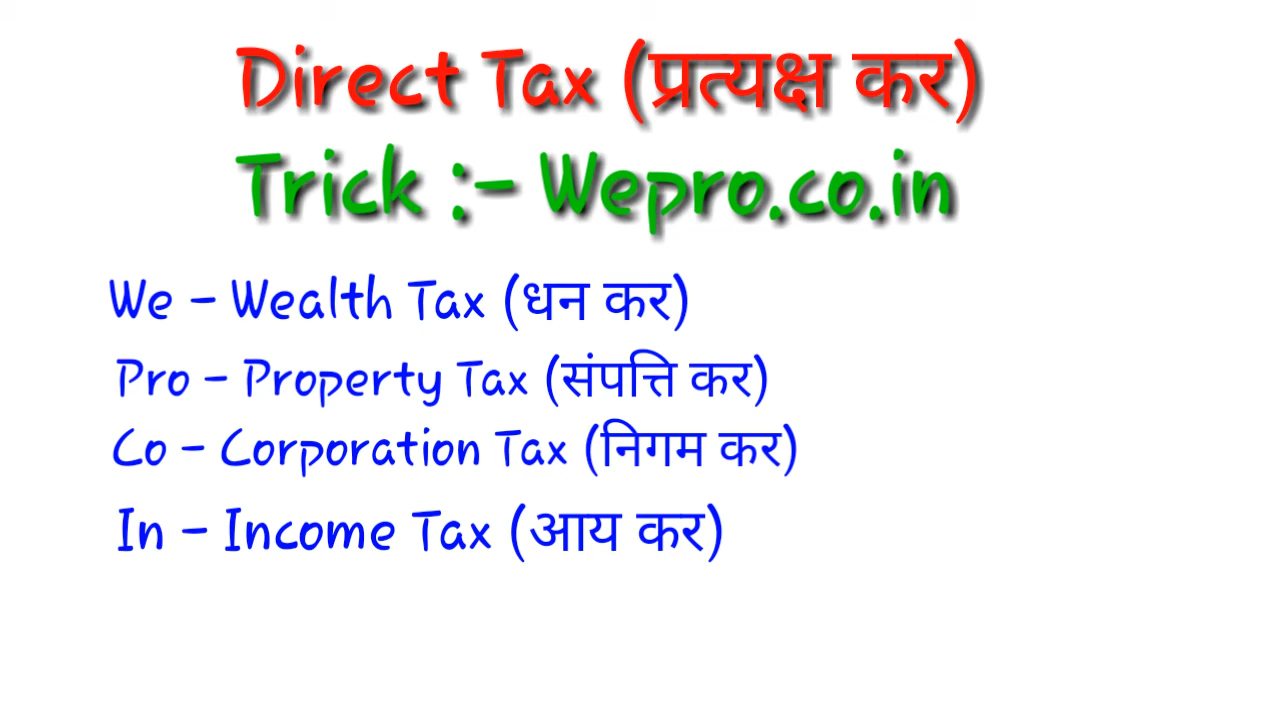 Direct Tax (प्रत्यक्ष कर)
Trick :- Wepro.co.in
We - Wealth Tax (धन कर)
Pro - Property Tax (संपत्ति कर)
Co - Corporation Tax (निगम कर)
In - Income Tax (आय कर)